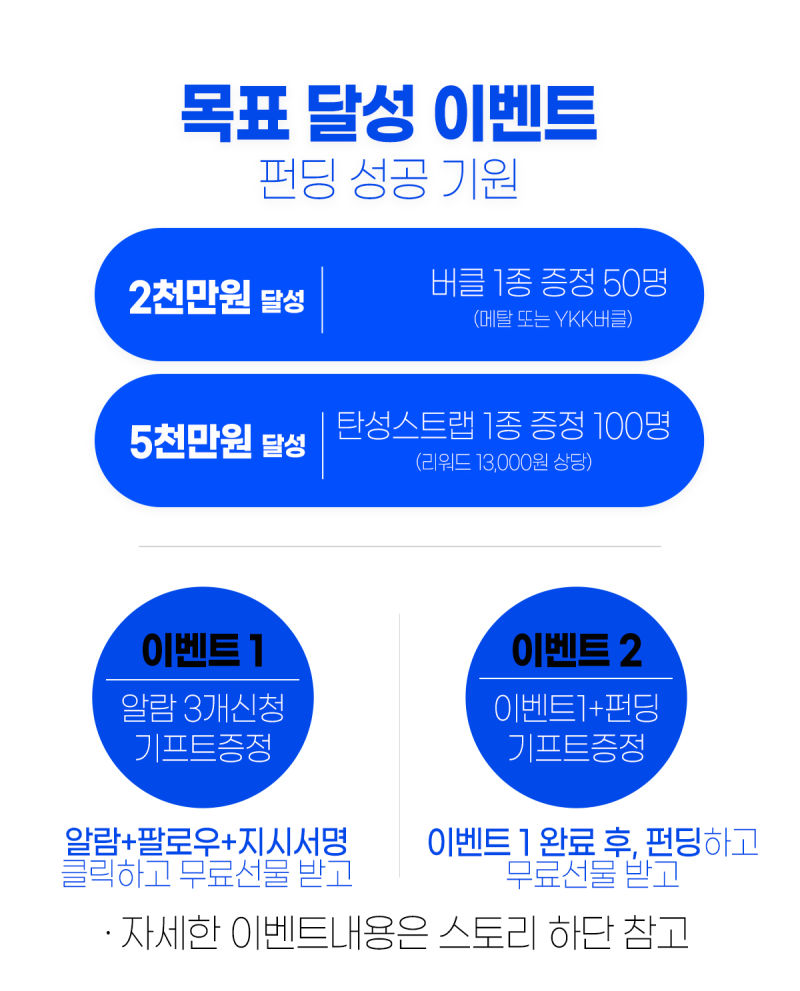 목표 달성 이벤트
펀딩 성공 기원
2천만원 달성
버클 1종 증정 50명
(메탈 또는 YKK버클)
5천만원 달성
탄성스트랩 1종 증정 100명
(리워드 13,000원 상당)
이벤트 1
알람 3개신청
기프트증정
알람+팔로우+지시서명
클릭하고 무료선물 받고
이벤트 2
이벤트1+펀딩
기프트증정
이벤트 1 완료 후, 펀딩하고
무료선물 받고
· 자세한 이벤트내용은 스토리 하단 참고